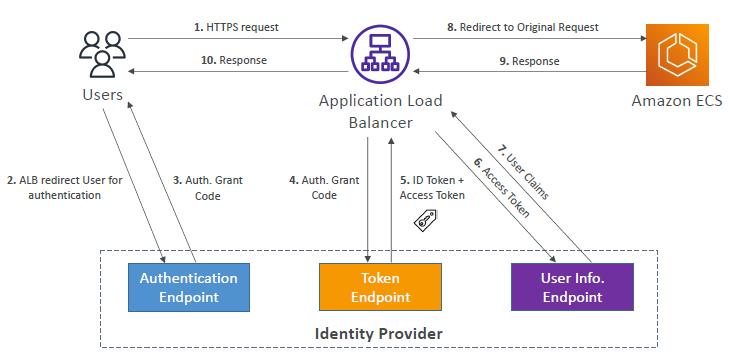 1. HTTPS request
8. Redirect to Original Request
10. Response
9. Response
Users
Application Load
Balancer
Amazon ECS
2. ALB redirect User for
authentication
3. Auth. Grant
Code
4. Auth. Grant
Code
5. ID Token +
Access Token
6. Access Token
7. User Claims
Authentication
Endpoint
Token
Endpoint
User Info.
Endpoint
Identity Provider